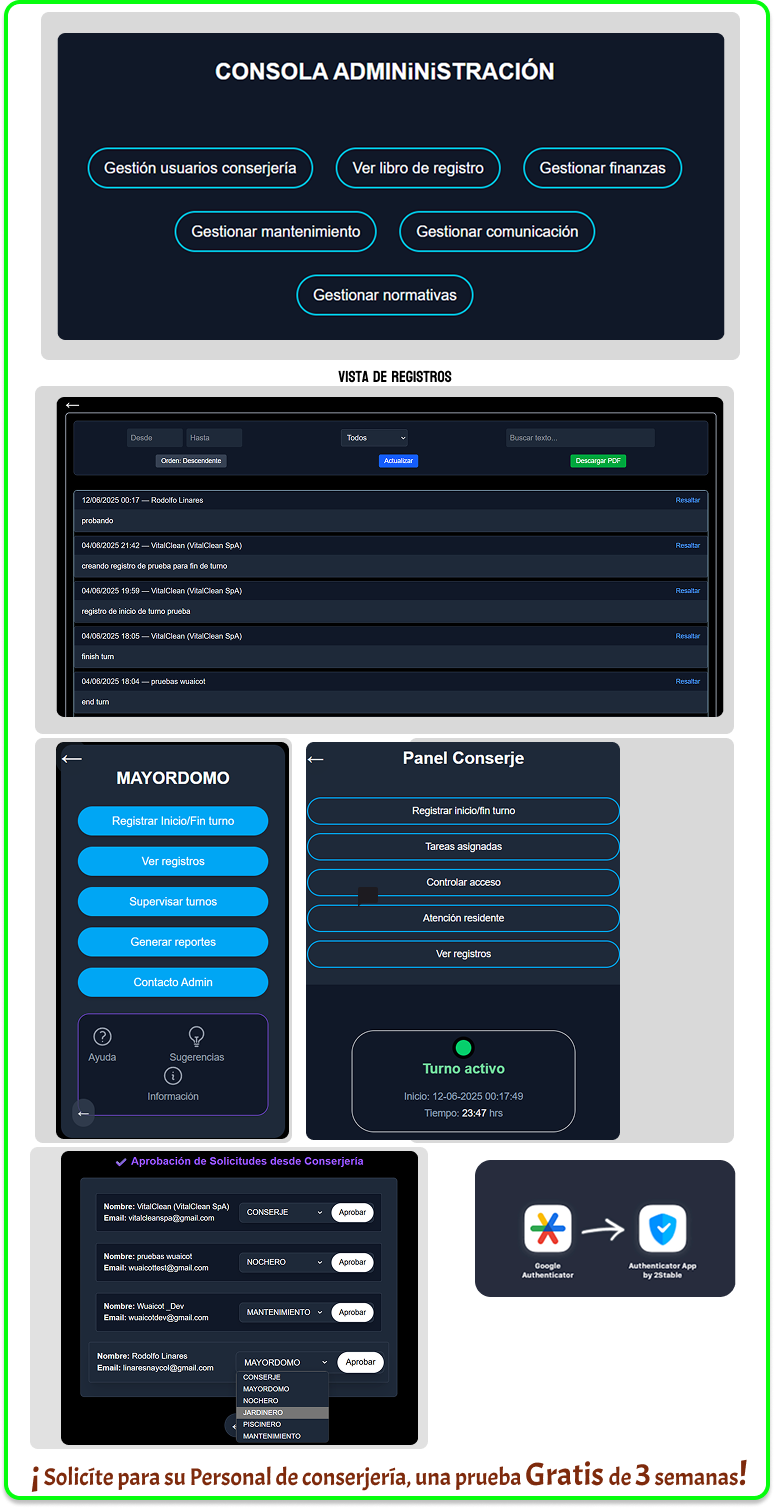 CONSOLA ADMINiNiSTRACIÓN
Gestión usuarios conserjería
Ver libro de registro
Gestionar finanzas
Gestionar mantenimiento
Gestionar comunicación
Gestionar normativas
VISTA DE REGISTROS
←
Desde
Hasta
Todos
Buscar texto...
Orden: Descendente
Actualizar
Descargar PDF
12/06/2025 00:17 — Rodolfo Linares
Resaltar
probando
04/06/2025 21:42 — VitalClean (VitalClean SpA)
Resaltar
creando registro de prueba para fin de turno
04/06/2025 19:59 — VitalClean (VitalClean SpA)
Resaltar
registro de inicio de turno prueba
04/06/2025 18:05 — VitalClean (VitalClean SpA)
Resaltar
finish turn
04/06/2025 18:04 — pruebas wuaicot
Resaltar
end turn
←
MAYORDOMO
Registrar Inicio/Fin turno
Ver registros
Supervisar turnos
Generar reportes
Contacto Admin
Ayuda
Sugerencias
Información
←
←
Panel Conserje
Registrar inicio/fin turno
Tareas asignadas
Controlar acceso
Atención residente
Ver registros
Turno activo
Inicio: 12-06-2025 00:17:49
Tiempo: 23:47 hrs
✔ Aprobación de Solicitudes desde Conserjería
Nombre: VitalClean (VitalClean SpA)
Email: vitalcleanspa@gmail.com
CONSERJE
Aprobar
Nombre: pruebas wuaicot
Email: wuaicottest@gmail.com
NOCHERO
Aprobar
Nombre: Wuaicot _Dev
Email: wuaicotdev@gmail.com
MANTENIMIENTO
Aprobar
Nombre: Rodolfo Linares
Email: linaresnaycol@gmail.com
MAYORDOMO
Aprobar
CONSERJE
MAYORDOMO
NOCHERO
JARDINERO
PISCINERO
MANTENIMIENTO
Google
Authenticator
Authenticator App
by 2Stable
¡ Solicíte para su Personal de conserjería, una prueba Gratis de 3 semanas!